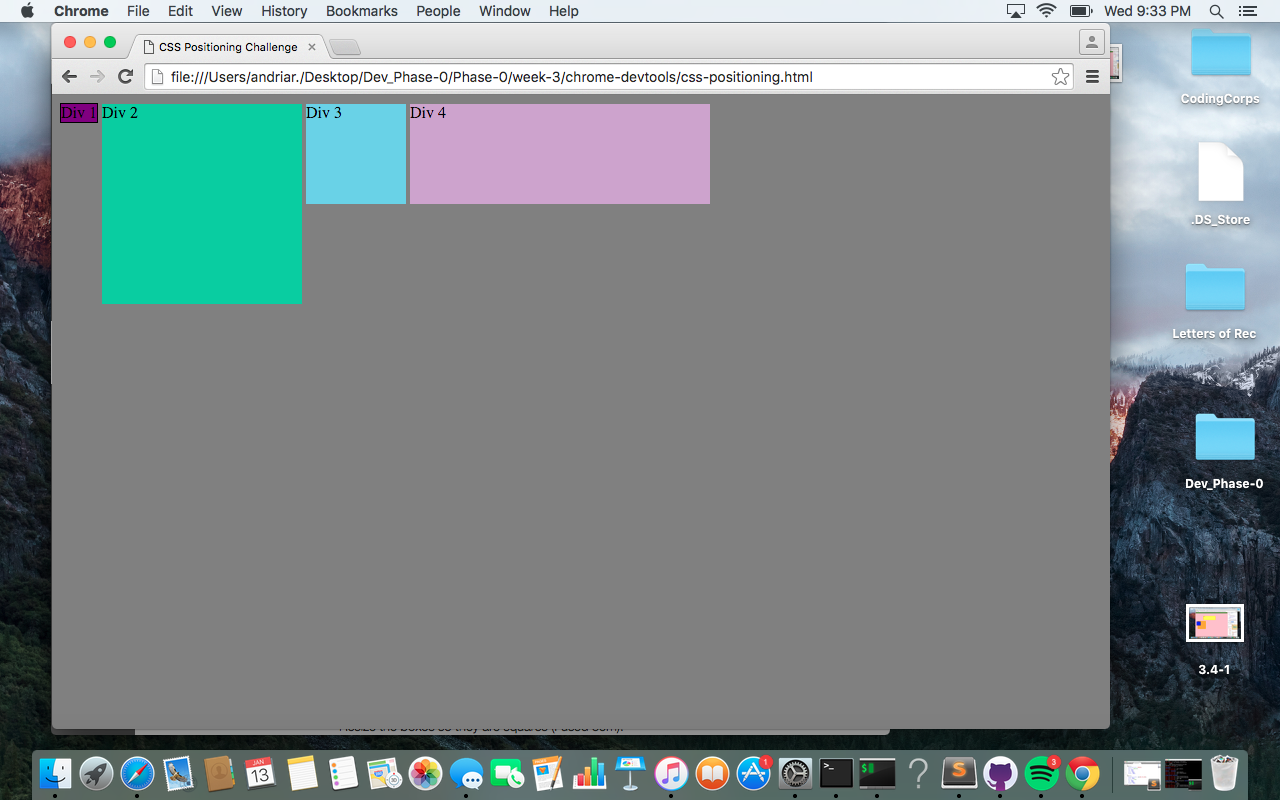 Chrome File Edit View History Bookmarks People Window Help Wed 9:33 PM
CSS Positioning Challenge
file:///Users/andriar./Desktop/Dev_Phase-0/Phase-0/week-3/chrome-devtools/css-positioning.html
Div 1 Div 2 Div 3 Div 4
CodingCorps
.DS_Store
Letters of Rec
Dev_Phase-0
3.4-1
JAN
13
1
3